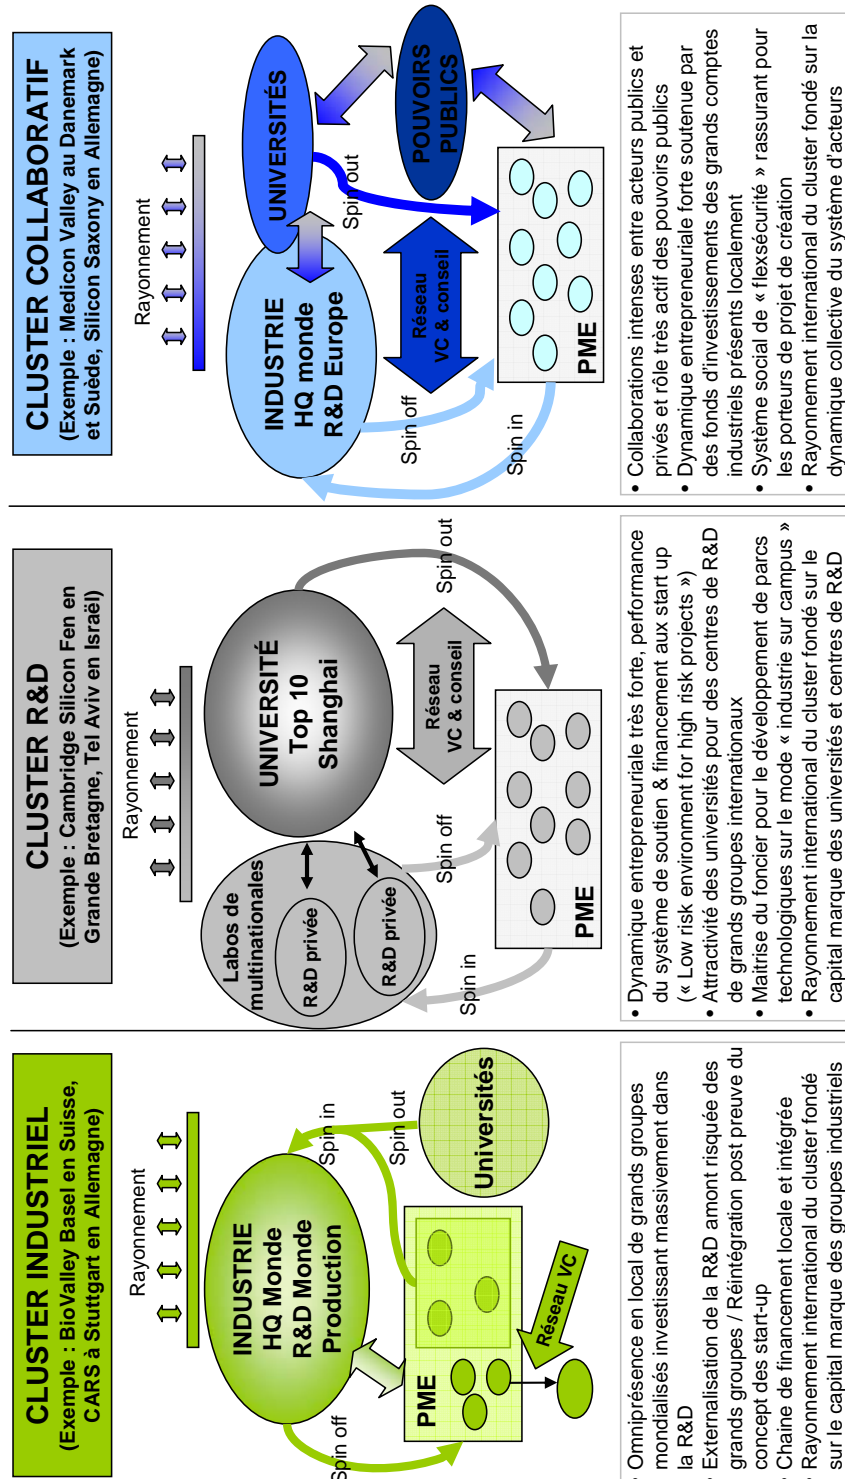 CLUSTER INDUSTRIEL
(Exemple : BioValley Basel en Suisse,
CARS à Stuttgart en Allemagne)
Rayonnement
INDUSTRIE
HQ Monde
R&D Monde
Production
Spin in
Spin out
Spin off
Universités
PME
Réseau VC
• Omniprésence en local de grands groupes
mondialisés investissant massivement dans
la R&D
• Externalisation de la R&D amont risquée des
grands groupes / Réintégration post preuve du
concept des start-up
• Chaine de financement locale et intégrée
• Rayonnement international du cluster fondé
sur le capital marque des groupes industriels
CLUSTER R&D
(Exemple : Cambridge Silicon Fen en
Grande Bretagne, Tel Aviv en Israël)
Rayonnement
Labos de
multinationales
R&D privée
R&D privée
UNIVERSITÉ
Top 10
Shanghai
Spin in
Spin off
Réseau
VC & conseil
Spin out
PME
• Dynamique entrepreneuriale très forte, performance
du système de soutien & financement aux start up
(« Low risk environment for high risk projects »)
• Attractivité des universités pour des centres de R&D
de grands groupes internationaux
• Maitrise du foncier pour le développement de parcs
technologiques sur le mode « industrie sur campus »
• Rayonnement international du cluster fondé sur le
capital marque des universités et centres de R&D
CLUSTER COLLABORATIF
(Exemple : Medicon Valley au Danemark
et Suède, Silicon Saxony en Allemagne)
Rayonnement
INDUSTRIE
HQ monde
R&D Europe
UNIVERSITÉS
POUVOIRS
PUBLICS
Spin in
Spin off
Réseau
VC & conseil
Spin out
PME
• Collaborations intenses entre acteurs publics et
privés et rôle très actif des pouvoirs publics
• Dynamique entrepreneuriale forte soutenue par
des fonds d'investissements des grands comptes
industriels présents localement
• Système social de « flexsécurité » rassurant pour
les porteurs de projet de création
• Rayonnement international du cluster fondé sur la
dynamique collective du système d'acteurs